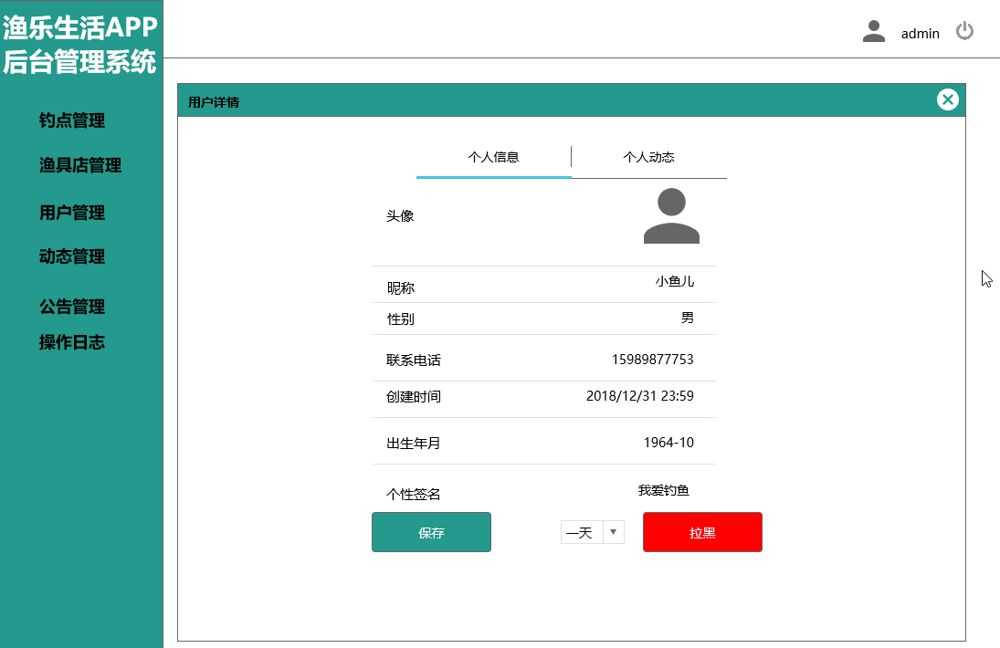 渔乐生活APP
后台管理系统
admin
钓点管理
渔具店管理
用户管理
动态管理
公告管理
操作日志
用户详情
个人信息
个人动态
头像
昵称
小鱼儿
性别
男
联系电话
15989877753
创建时间
2018/12/31 23:59
出生年月
1964-10
个性签名
我爱钓鱼
保存
一天
拉黑